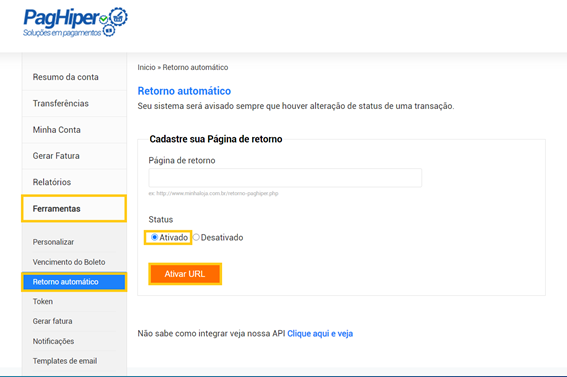 PagHiper
Soluções em pagamentos
Resumo da conta
Transferências
Minha Conta
Gerar Fatura
Relatórios
Ferramentas
Personalizar
Vencimento do Boleto
Retorno automático
Token
Gerar fatura
Notificações
Templates de email
Inicio » Retorno automático
Retorno automático
Seu sistema será avisado sempre que houver alteração de status de uma transação.
Cadastre sua Página de retorno
Página de retorno
ex: http://www.minhaloja.com.br/retorno-paghiper.php
Status
Ativado Desativado
Ativar URL
Não sabe como integrar veja nossa API Clique aqui e veja